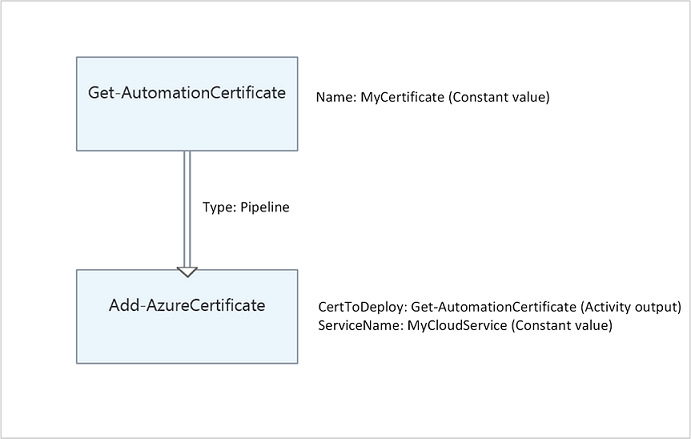 Get-AutomationCertificate
Name: MyCertificate (Constant value)
Type: Pipeline
Add-AzureCertificate
CertToDeploy: Get-AutomationCertificate (Activity output)
ServiceName: MyCloudService (Constant value)